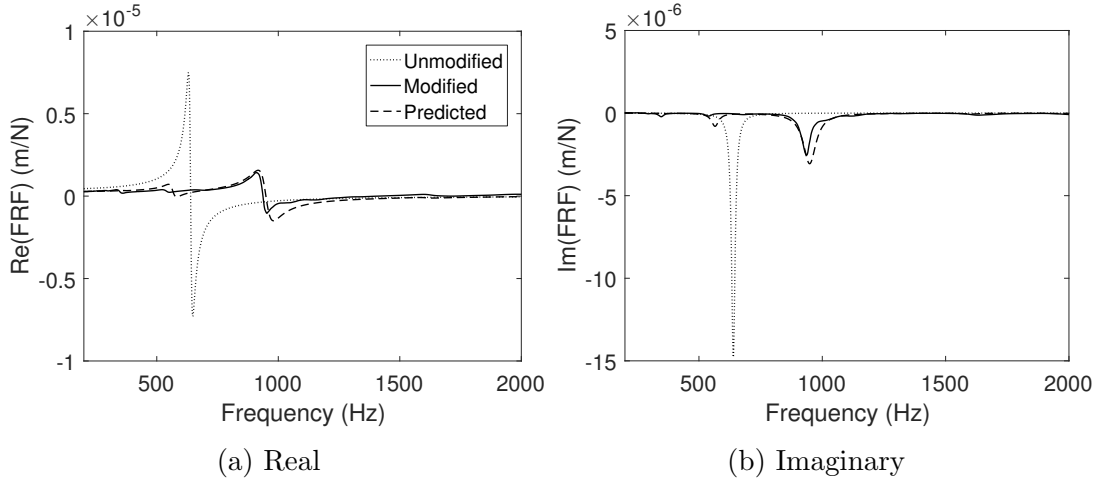 ×10⁻⁵
1
0.5
0
-0.5
-1
Re(FRF) (m/N)
Unmodified
Modified
Predicted
500 1000 1500 2000
Frequency (Hz)
(a) Real
×10⁻⁶
5
0
-5
-10
-15
Im(FRF) (m/N)
500 1000 1500 2000
Frequency (Hz)
(b) Imaginary